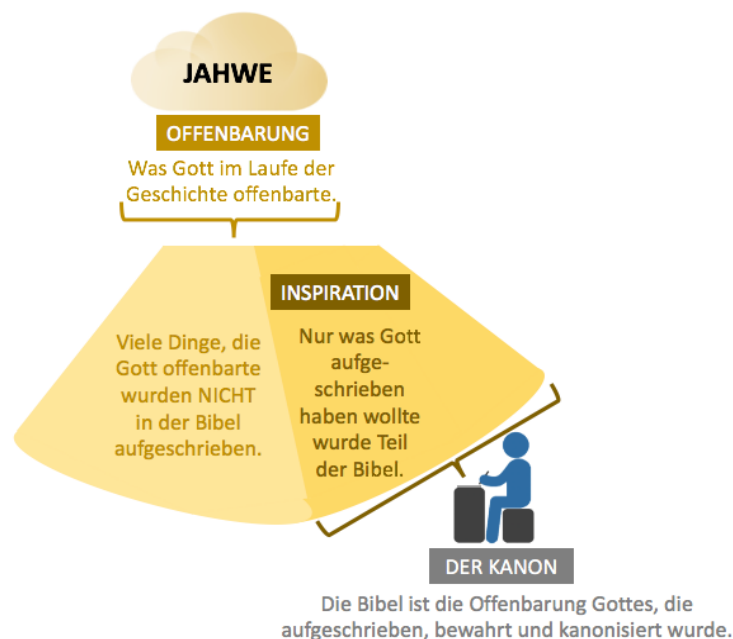 JAHWE
OFFENBARUNG
Was Gott im Laufe der
Geschichte offenbarte.
INSPIRATION
Viele Dinge, die
Gott offenbarte
wurden NICHT
in der Bibel
aufgeschrieben.
Nur was Gott
aufge-
schrieben
haben wollte
wurde Teil
der Bibel.
DER KANON
Die Bibel ist die Offenbarung Gottes, die
aufgeschrieben, bewahrt und kanonisiert wurde.